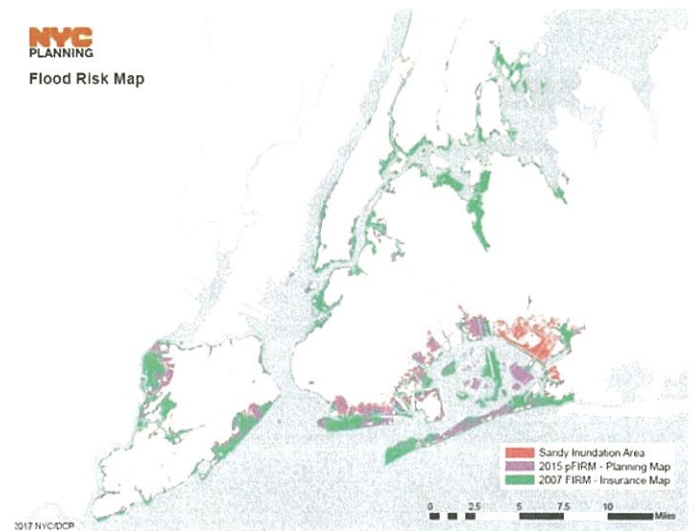 NYC
PLANNING
Flood Risk Map
Sandy Inundation Area
2015 pFIRM - Planning Map
2007 FIRM - Insurance Map
0 2.5 5 7.5 10
Miles
2017 NYC/DCP